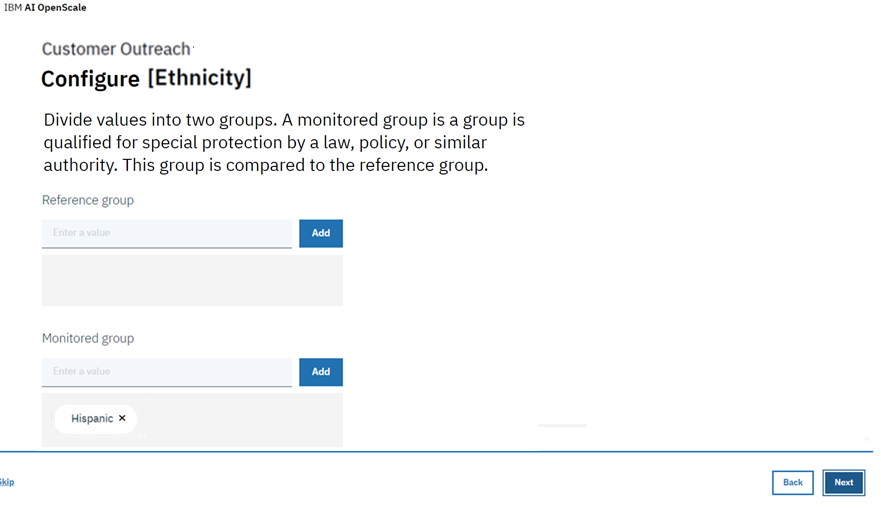 IBM AI OpenScale
Customer Outreach
Configure [Ethnicity]
Divide values into two groups. A monitored group is a group is
qualified for special protection by a law, policy, or similar
authority. This group is compared to the reference group.
Reference group
Enter a value
Add
Monitored group
Enter a value
Add
Hispanic ×
Skip
Back
Next